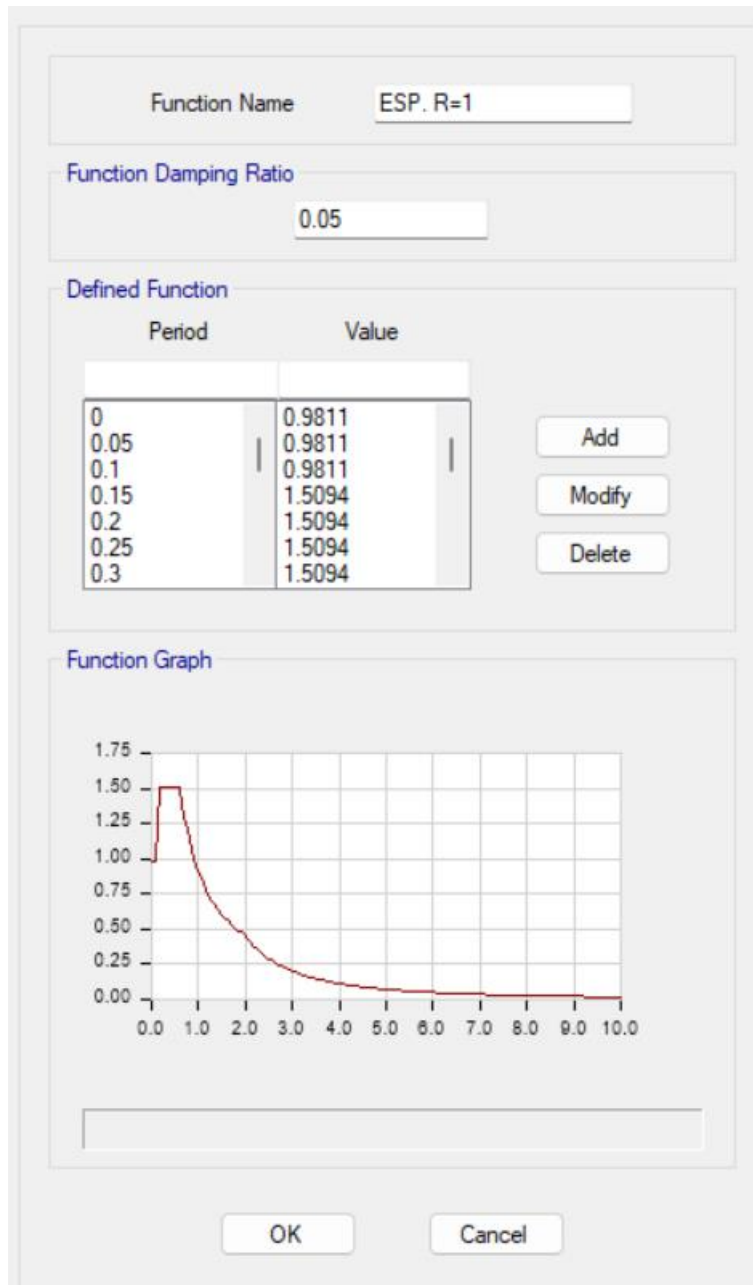 Function Name ESP. R=1
Function Damping Ratio
0.05
Defined Function
Period Value
0 0.9811
0.05 0.9811
0.1 0.9811
0.15 1.5094
0.2 1.5094
0.25 1.5094
0.3 1.5094
Add
Modify
Delete
Function Graph
1.75
1.50
1.25
1.00
0.75
0.50
0.25
0.00
0.0 1.0 2.0 3.0 4.0 5.0 6.0 7.0 8.0 9.0 10.0
OK Cancel